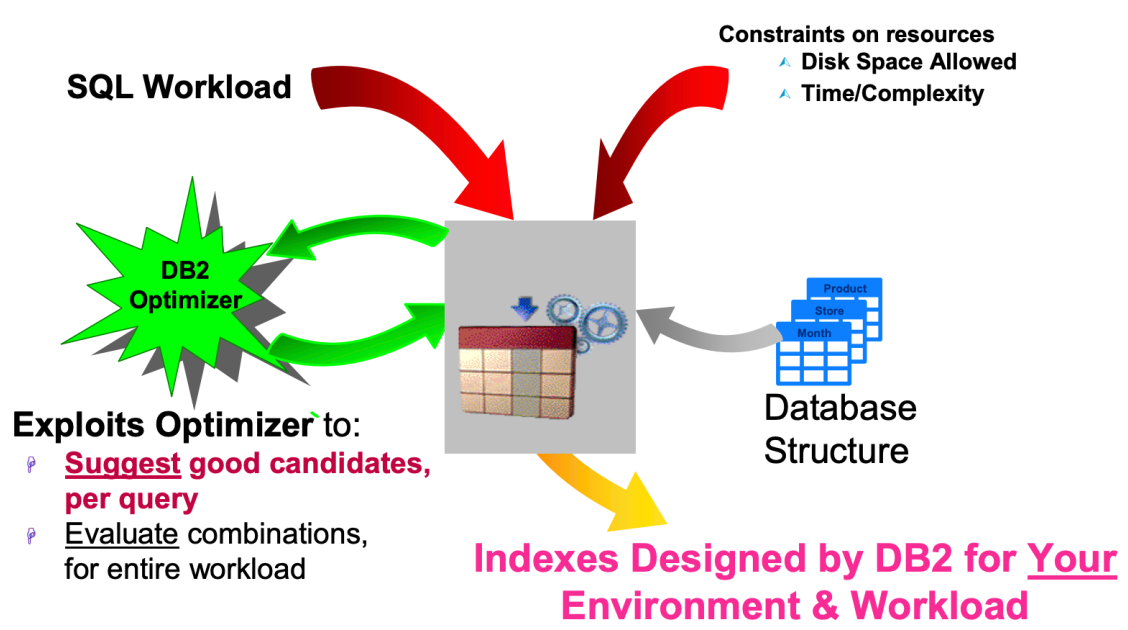 Constraints on resources
Disk Space Allowed
Time/Complexity
SQL Workload
DB2
Optimizer
Product
Store
Month
Database
Structure
Exploits Optimizer` to:
Suggest good candidates,
per query
Evaluate combinations,
for entire workload
Indexes Designed by DB2 for Your
Environment & Workload